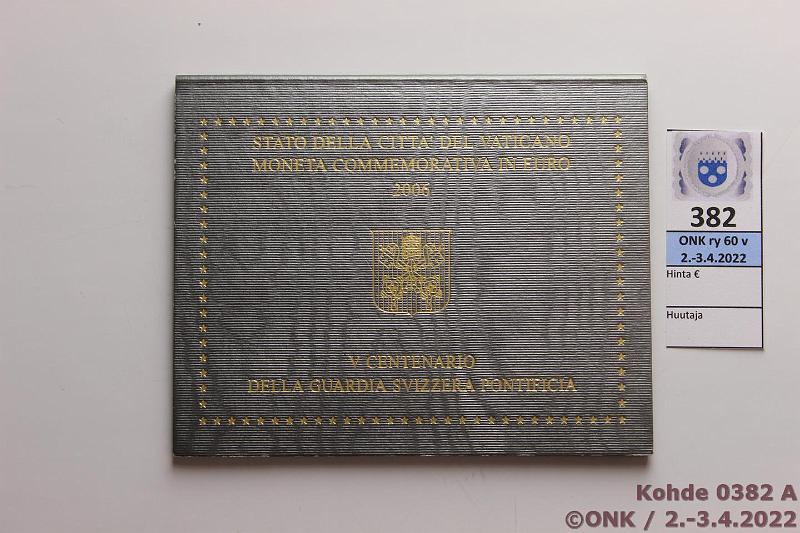 STATO DELLA CITTA' DEL VATICANO
MONETA COMMEMORATIVA IN EURO
2006
V CENTENARIO
DELLA GUARDIA SVIZZERA PONTIFICIA
382
ONK ry 60 v
2.-3.4.2022
Hinta €
Huutaja
Kohde 0382 A
©ONK / 2.-3.4.2022